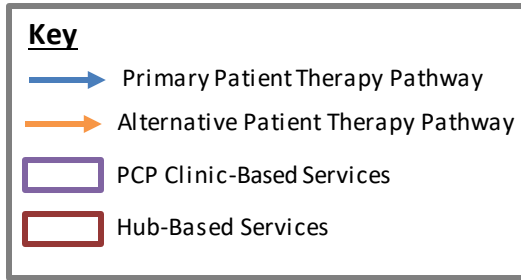 Key
Primary Patient Therapy Pathway
Alternative Patient Therapy Pathway
PCP Clinic-Based Services
Hub-Based Services